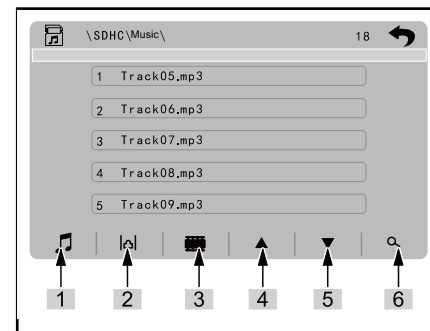 \SDHC\Music\ 18
1 Track05.mp3
2 Track06.mp3
3 Track07.mp3
4 Track08.mp3
5 Track09.mp3
1 2 3 4 5 6